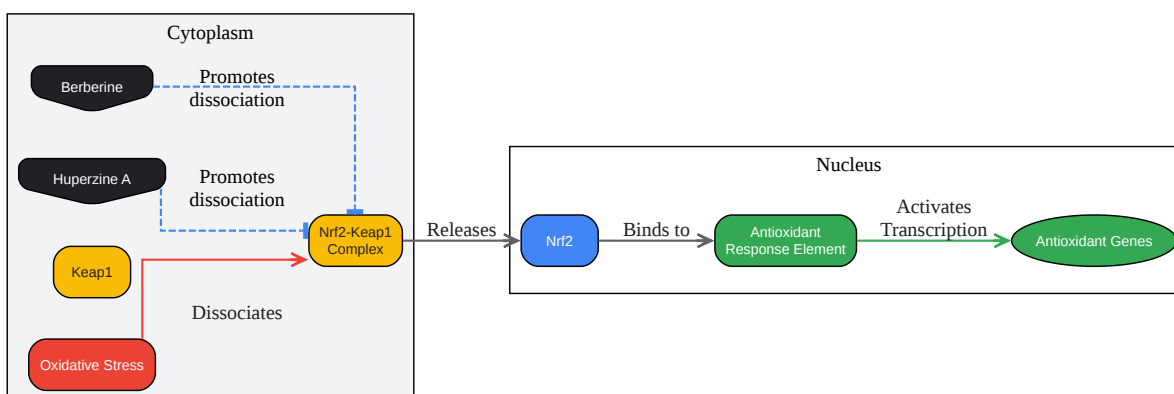 Cytoplasm
Berberine
Promotes
dissociation
Huperzine A
Promotes
dissociation
Nrf2-Keap1
Complex
Keap1
Dissociates
Oxidative Stress
Releases
Nucleus
Nrf2
Binds to
Antioxidant
Response Element
Activates
Transcription
Antioxidant Genes